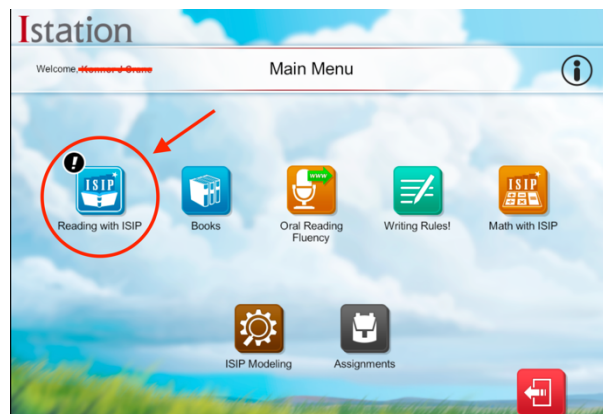 Istation
Welcome,
Main Menu
ISIP
Reading with ISIP
Books
www
Oral Reading
Fluency
Writing Rules!
ISIP
Math with ISIP
ISIP Modeling
Assignments